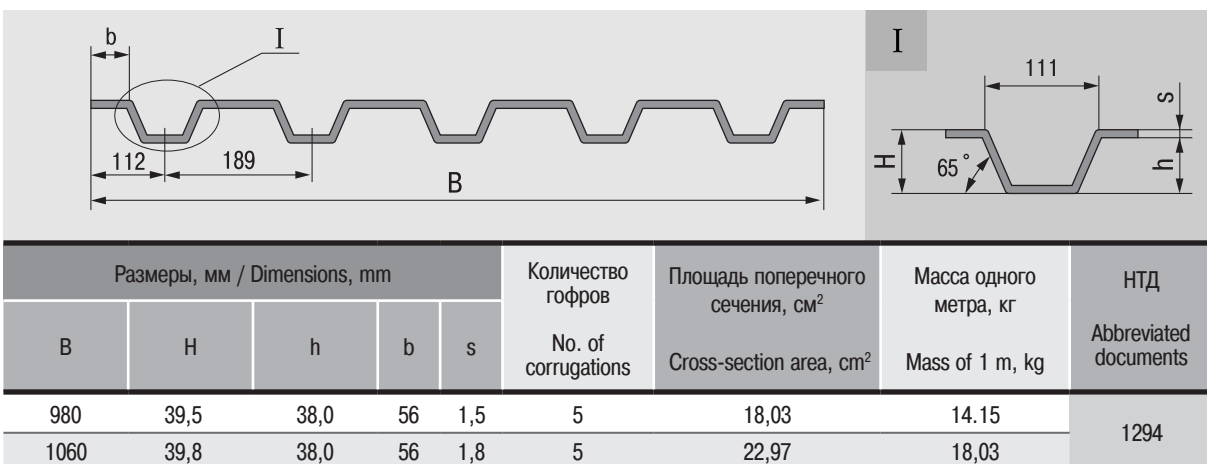 b
I
112
189
B
I
111
s
H
65°
h
Размеры, мм / Dimensions, mm
B
H
h
b
s
Количество
гофров
No. of
corrugations
Площадь поперечного
сечения, см²
Cross-section area, cm²
Масса одного
метра, кг
Mass of 1 m, kg
НТД
Abbreviated
documents
980 39,5 38,0 56 1,5 5 18,03 14.15
1060 39,8 38,0 56 1,8 5 22,97 18,03
1294